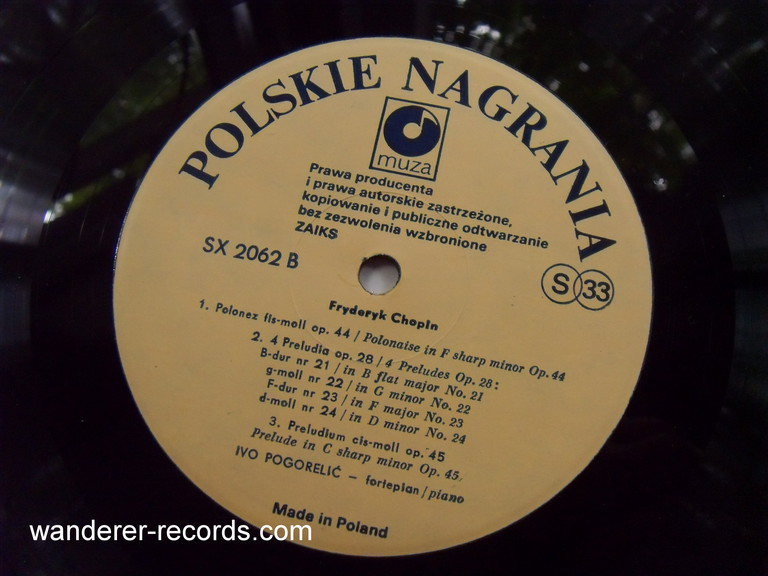 POLSKIE NAGRANIA
muza
Prawa producenta
i prawa autorskie zastrzeżone,
kopiowanie i publiczne odtwarzanie
bez zezwolenia wzbronione
ZAIKS
SX 2062 B
S 33
Fryderyk Chopin
1. Polonez fis-moll op. 44 / Polonaise in F sharp minor Op. 44
2. 4 Preludia op. 28 / 4 Preludes Op. 28:
B-dur nr 21 / in B flat major No. 21
g-moll nr 22 / in G minor No. 22
F-dur nr 23 / in F major No. 23
d-moll nr 24 / in D minor No. 24
3. Preludium cis-moll op. 45
Prelude in C sharp minor Op. 45
IVO POGORELIĆ – fortepian / piano
Made in Poland
wanderer-records.com